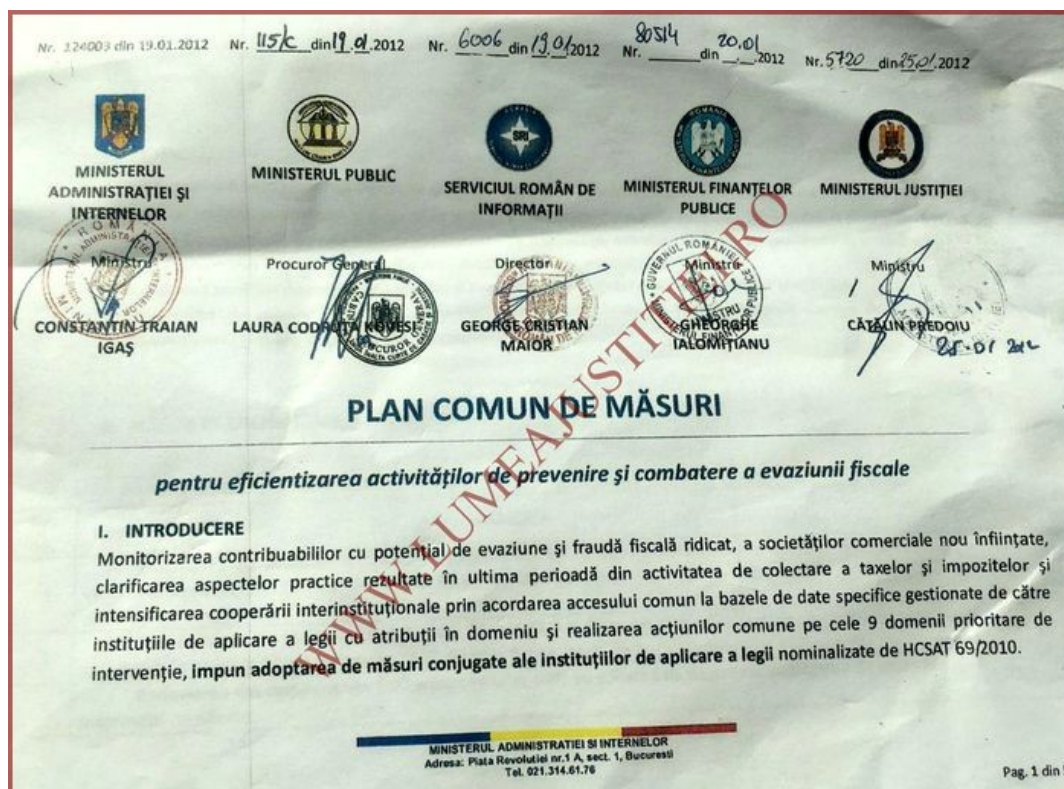 Nr. 124003 din 19.01.2012 Nr. 115/C din 19.01.2012 Nr. 6006 din 19.01.2012 Nr. 80514 din 20.01.2012 Nr. 5720 din 25.01.2012
MINISTERUL
ADMINISTRAȚIEI ȘI
INTERNELOR
MINISTERUL PUBLIC
SRI
SERVICIUL ROMÂN DE
INFORMAȚII
MINISTERUL FINANȚELOR
PUBLICE
MINISTERUL JUSTIȚIEI
Ministru
CONSTANTIN TRAIAN
IGAȘ
Procuror General
LAURA CODRUȚA KOVESI
Director
GEORGE CRISTIAN
MAIOR
Ministru
GHEORGHE
IALOMIȚIANU
Ministru
CĂTĂLIN PREDOIU
25-01 2012
PLAN COMUN DE MĂSURI
pentru eficientizarea activităților de prevenire și combatere a evaziunii fiscale
I. INTRODUCERE
Monitorizarea contribuabililor cu potențial de evaziune și fraudă fiscală ridicat, a societăților comerciale nou înființate,
clarificarea aspectelor practice rezultate în ultima perioadă din activitatea de colectare a taxelor și impozitelor și
intensificarea cooperării interinstituționale prin acordarea accesului comun la bazele de date specifice gestionate de către
instituțiile de aplicare a legii cu atribuții în domeniu și realizarea acțiunilor comune pe cele 9 domenii prioritare de
intervenție, impun adoptarea de măsuri conjugate ale instituțiilor de aplicare a legii nominalizate de HCSAT 69/2010.
WWW.LUMEAJUSTITIEI.RO
MINISTERUL ADMINISTRATIEI SI INTERNELOR
Adresa: Piata Revolutiei nr.1 A, sect. 1, Bucuresti
Tel. 021.314.61.76
Pag. 1 din